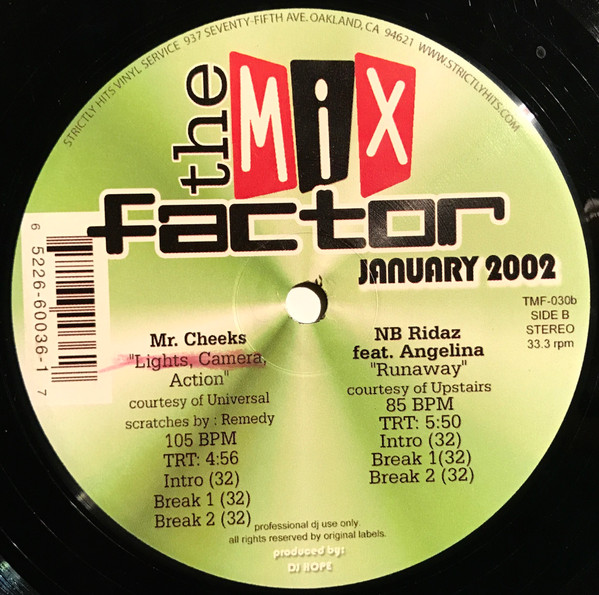 STRICTLY HITS VINYL SERVICE 937 SEVENTY-FIFTH AVE. OAKLAND, CA 94621 WWW.STRICTLYHITS.COM
the MiX
factor
JANUARY 2002
6 52266-60036-1 7
TMF-030b
SIDE B
STEREO
33.3 rpm
Mr. Cheeks
"Lights, Camera,
Action"
courtesy of Universal
scratches by : Remedy
105 BPM
TRT: 4:56
Intro (32)
Break 1 (32)
Break 2 (32)
NB Ridaz
feat. Angelina
"Runaway"
courtesy of Upstairs
85 BPM
TRT: 5:50
Intro (32)
Break 1(32)
Break 2 (32)
professional dj use only
all rights reserved by original labels.
produced by:
DJ HOPE